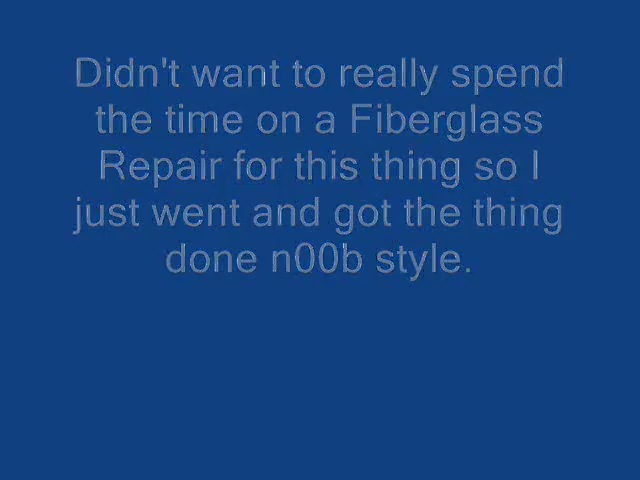 Didn't want to really spend
the time on a Fiberglass
Repair for this thing so I
just went and got the thing
done n00b style.